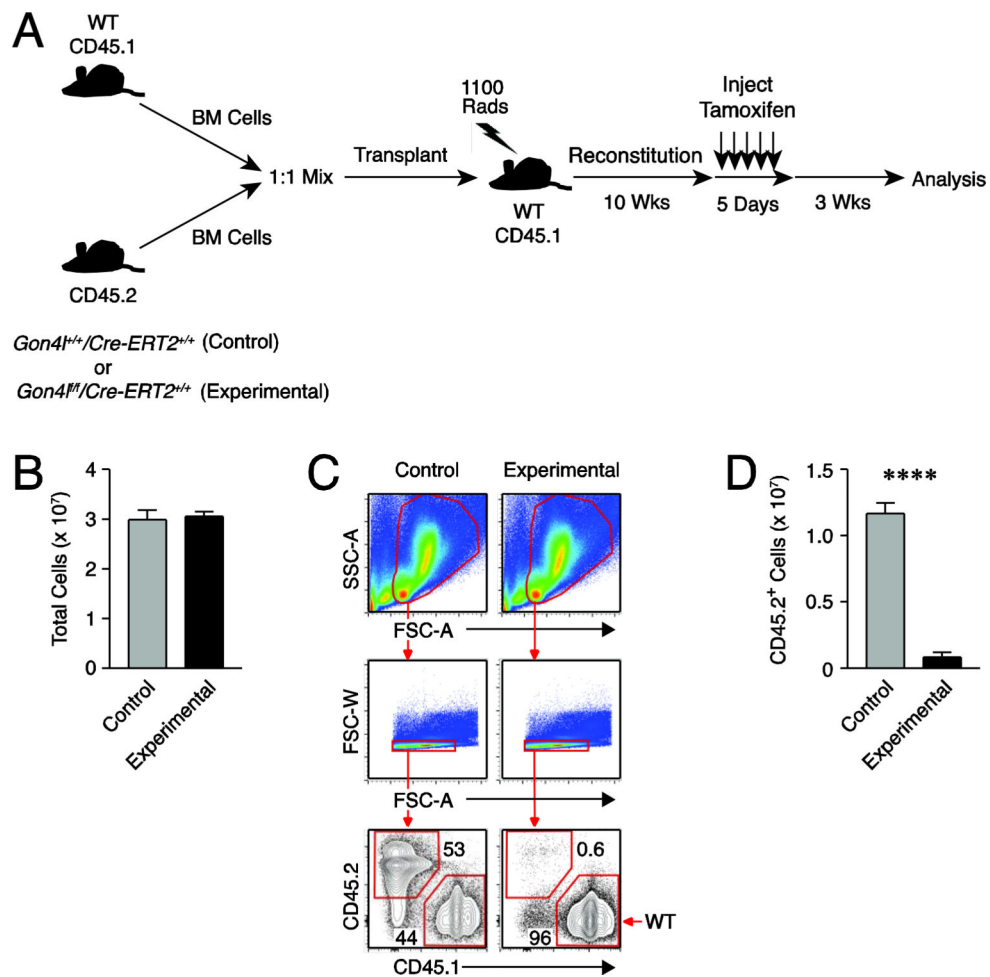 A
WT
CD45.1
BM Cells
1:1 Mix
BM Cells
CD45.2
Transplant
1100
Rads
WT
CD45.1
Reconstitution
10 Wks
Inject
Tamoxifen
5 Days
3 Wks
Analysis
Gon4l+/+/Cre-ERT2+/+ (Control)
or
Gon4lf/f/Cre-ERT2+/+ (Experimental)
B
Total Cells (x 10⁷)
4
3
2
1
0
Control
Experimental
C
Control
Experimental
SSC-A
FSC-A
FSC-W
FSC-A
CD45.2
53
44
0.6
96
WT
CD45.1
D
CD45.2⁺ Cells (x 10⁷)
1.5
1.0
0.5
0
****
Control
Experimental